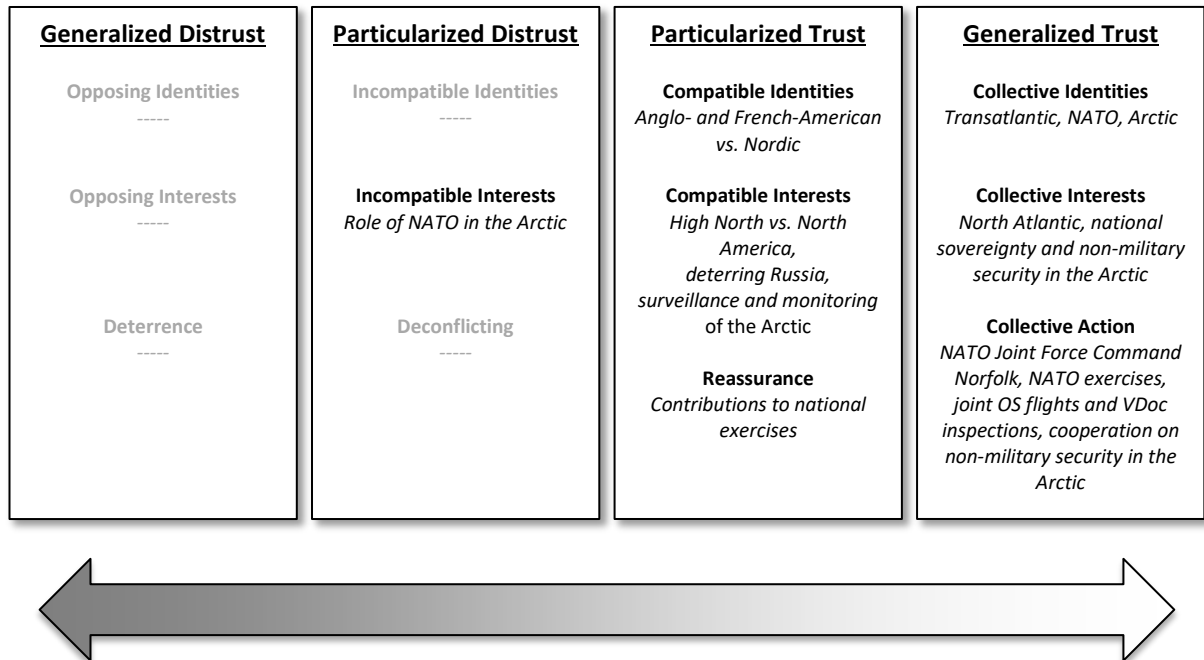 Generalized Distrust
Opposing Identities
-----
Opposing Interests
-----
Deterrence
-----
Particularized Distrust
Incompatible Identities
-----
Incompatible Interests
Role of NATO in the Arctic
Deconflicting
-----
Particularized Trust
Compatible Identities
Anglo- and French-American
vs. Nordic
Compatible Interests
High North vs. North
America,
deterring Russia,
surveillance and monitoring
of the Arctic
Reassurance
Contributions to national
exercises
Generalized Trust
Collective Identities
Transatlantic, NATO, Arctic
Collective Interests
North Atlantic, national
sovereignty and non-military
security in the Arctic
Collective Action
NATO Joint Force Command
Norfolk, NATO exercises,
joint OS flights and VDoc
inspections, cooperation on
non-military security in the
Arctic